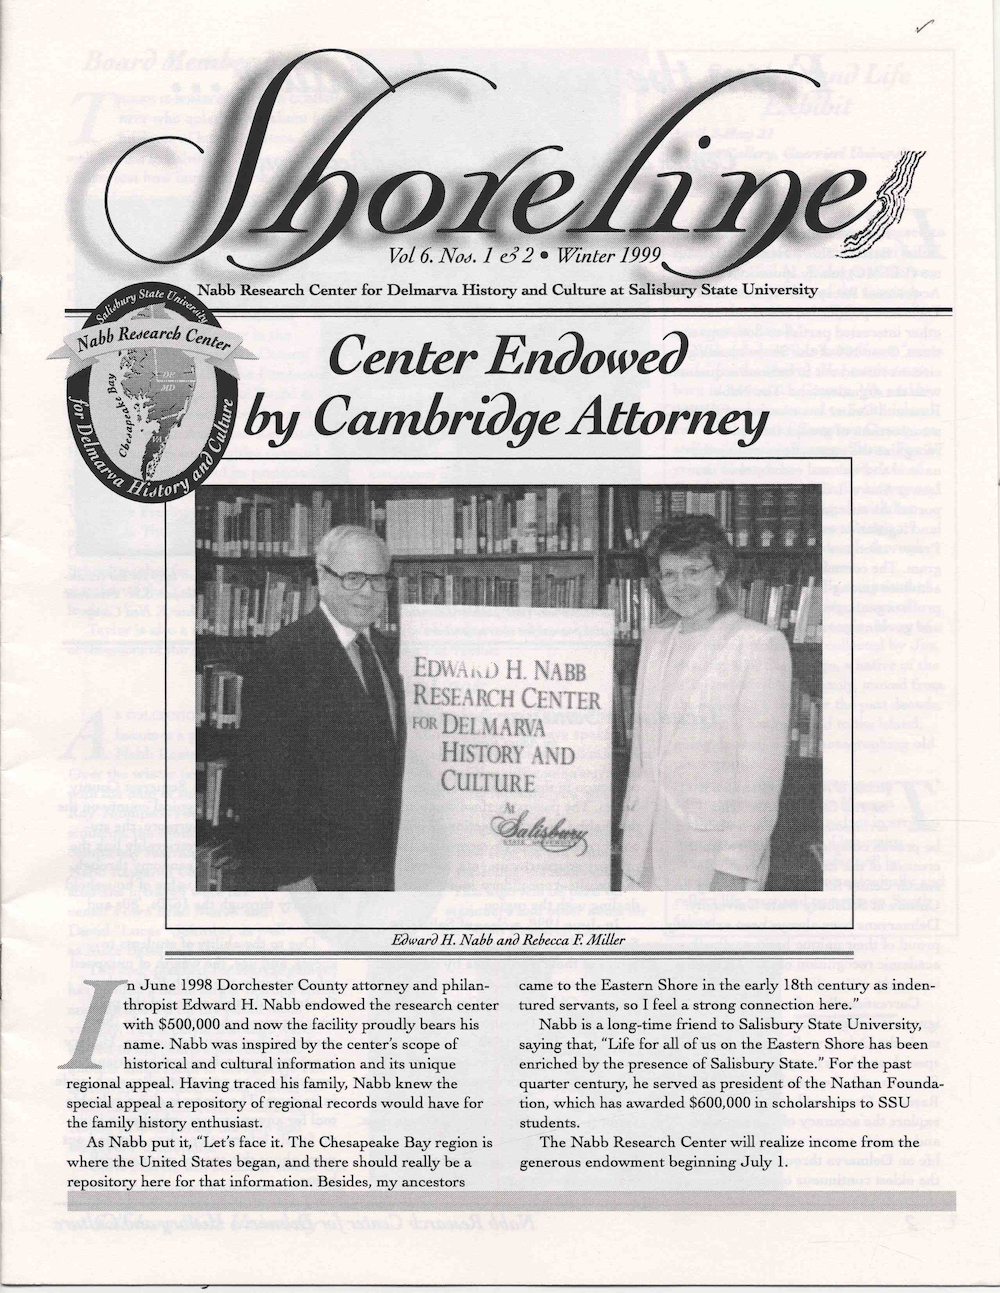 Shoreline
Vol 6. Nos. 1 & 2 • Winter 1999
Nabb Research Center for Delmarva History and Culture at Salisbury State University
Salisbury State University
Nabb Research Center
for Delmarva History and Culture
Chesapeake Bay
DE
MD
VA
Center Endowed
by Cambridge Attorney
EDWARD H. NABB
RESEARCH CENTER
FOR DELMARVA
HISTORY AND
CULTURE
At
Salisbury
STATE UNIVERSITY
Edward H. Nabb and Rebecca F. Miller
In June 1998 Dorchester County attorney and philan-
thropist Edward H. Nabb endowed the research center
with $500,000 and now the facility proudly bears his
name. Nabb was inspired by the center's scope of
historical and cultural information and its unique
regional appeal. Having traced his family, Nabb knew the
special appeal a repository of regional records would have for
the family history enthusiast.
As Nabb put it, “Let's face it. The Chesapeake Bay region is
where the United States began, and there should really be a
repository here for that information. Besides, my ancestors
came to the Eastern Shore in the early 18th century as inden-
tured servants, so I feel a strong connection here.”
Nabb is a long-time friend to Salisbury State University,
saying that, “Life for all of us on the Eastern Shore has been
enriched by the presence of Salisbury State.” For the past
quarter century, he served as president of the Nathan Founda-
tion, which has awarded $600,000 in scholarships to SSU
students.
The Nabb Research Center will realize income from the
generous endowment beginning July 1.